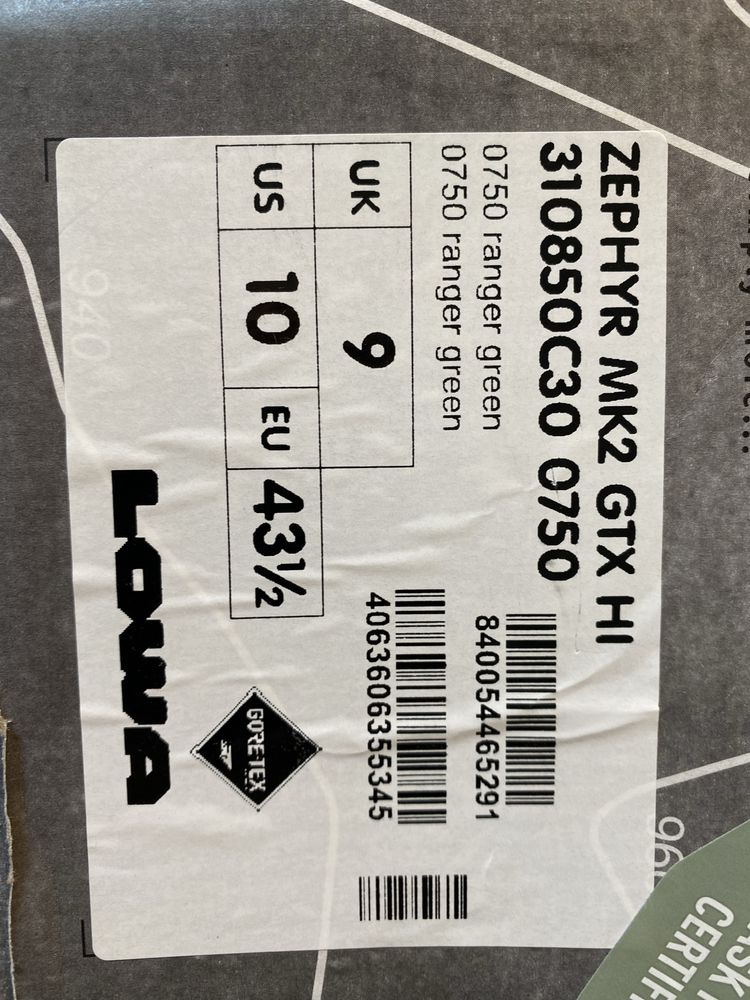 ZEPHYR MK2 GTX HI
310850C30 0750
0750 ranger green
0750 ranger green
840054465291
4063606355345
UK 9
US 10 EU 43½
GORE-TEX
LOWA
940